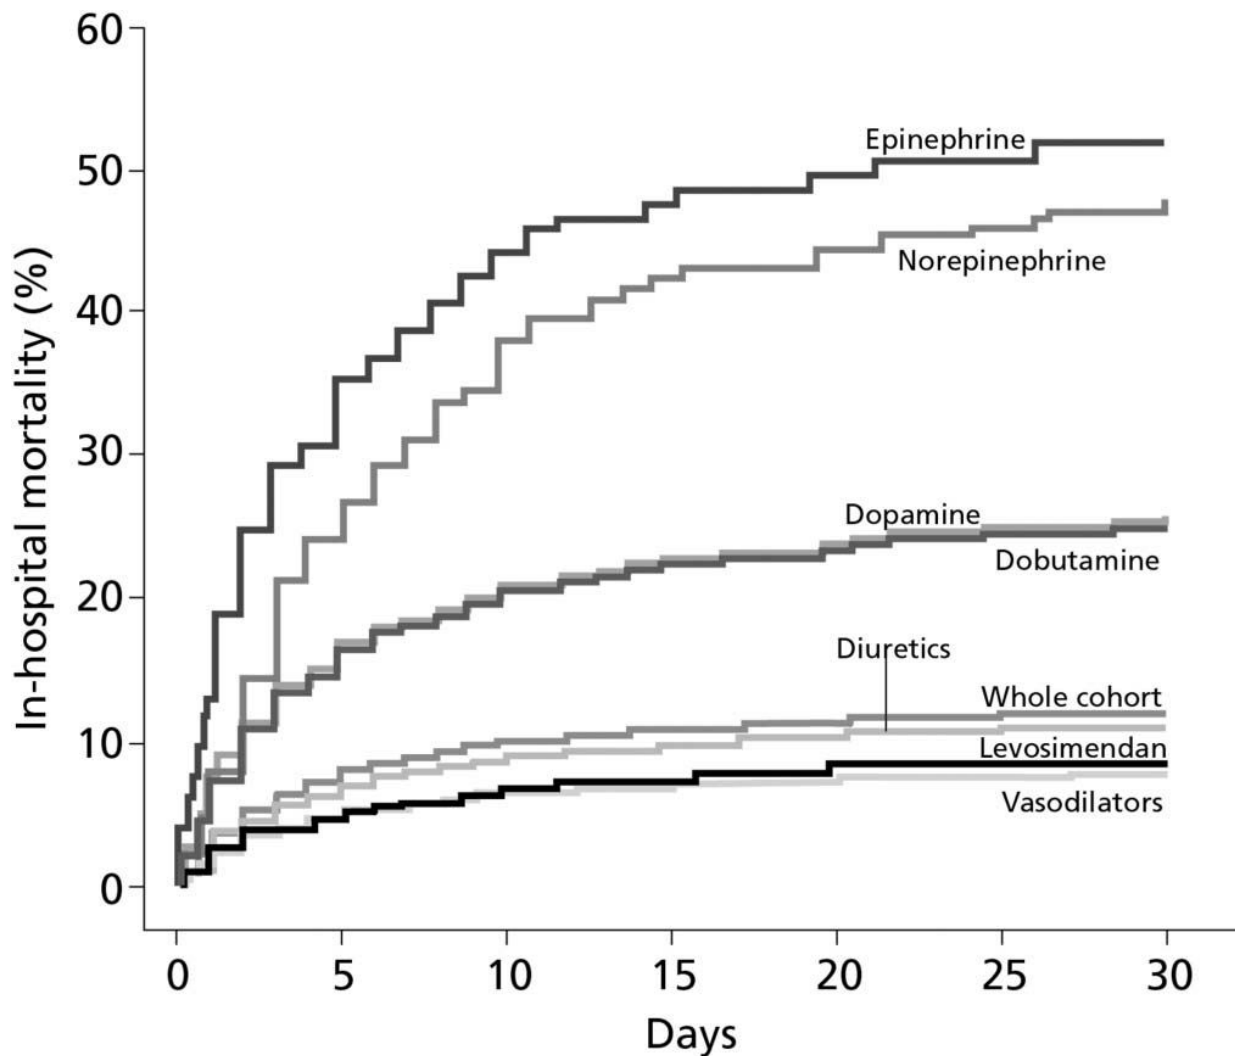 In-hospital mortality (%)
60
50
40
30
20
10
0
Epinephrine
Norepinephrine
Dopamine
Dobutamine
Diuretics
Whole cohort
Levosimendan
Vasodilators
0 5 10 15 20 25 30
Days